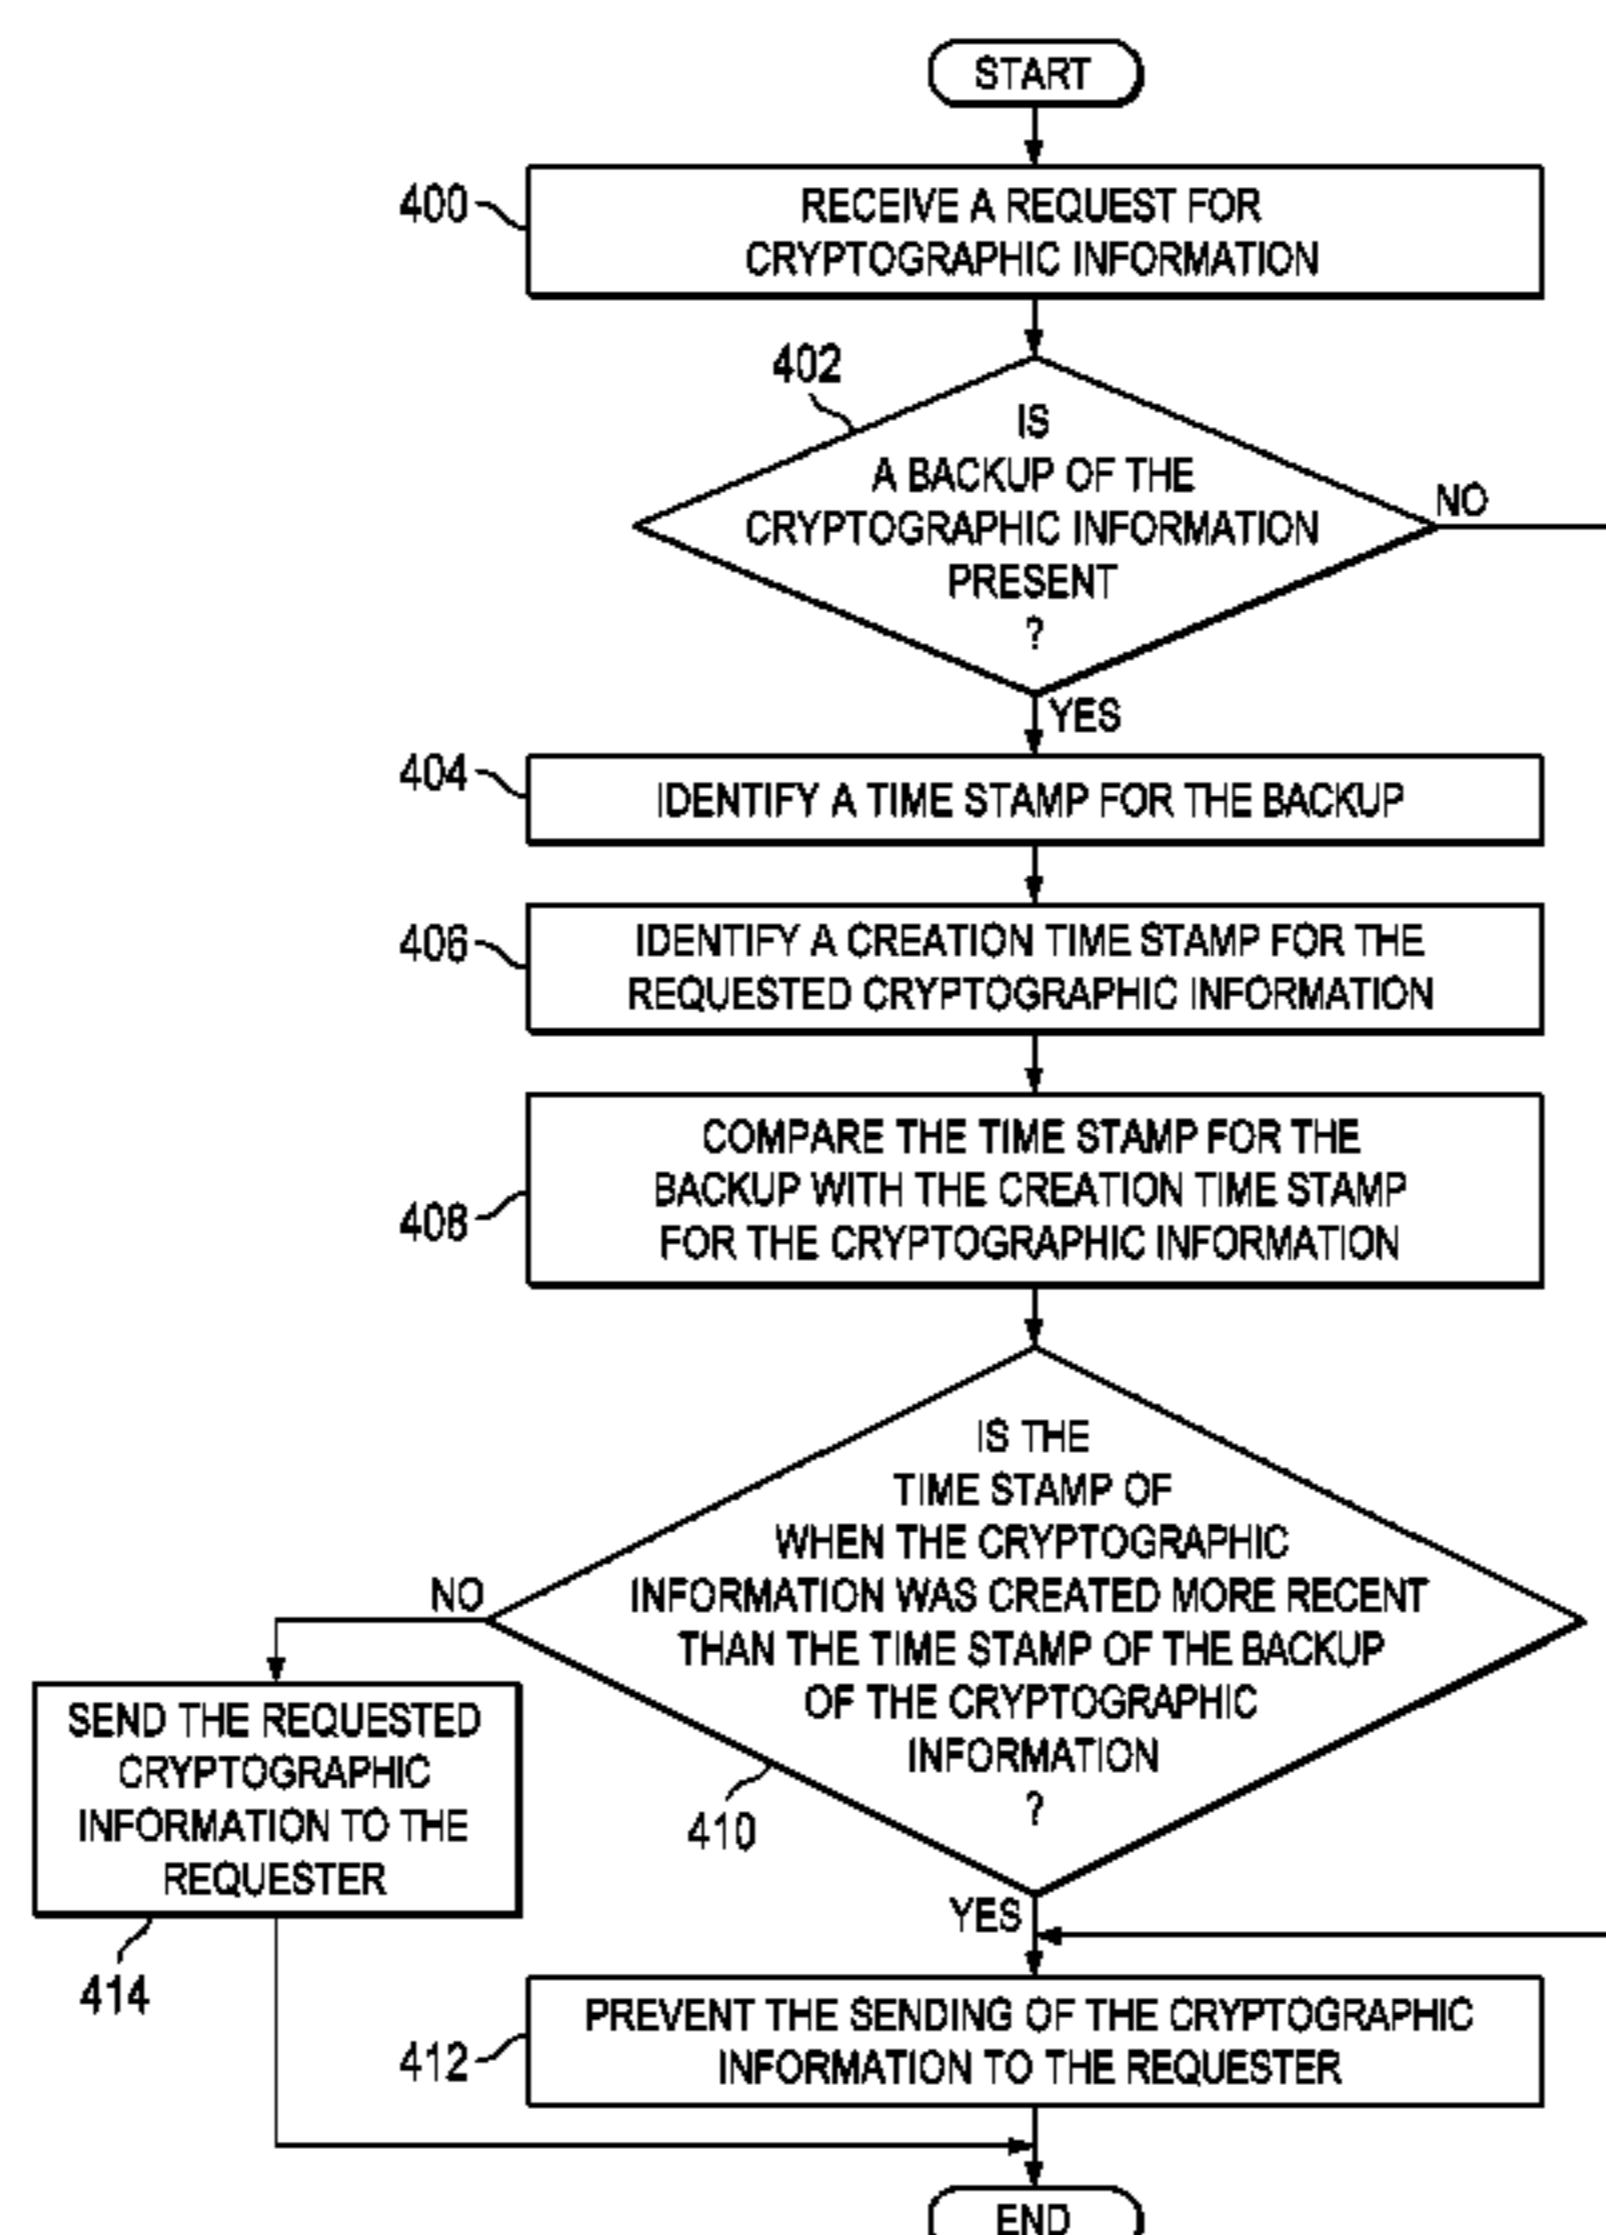 START
400
RECEIVE A REQUEST FOR
CRYPTOGRAPHIC INFORMATION
402
IS
A BACKUP OF THE
CRYPTOGRAPHIC INFORMATION
PRESENT
?
NO
YES
404
IDENTIFY A TIME STAMP FOR THE BACKUP
406
IDENTIFY A CREATION TIME STAMP FOR THE
REQUESTED CRYPTOGRAPHIC INFORMATION
408
COMPARE THE TIME STAMP FOR THE
BACKUP WITH THE CREATION TIME STAMP
FOR THE CRYPTOGRAPHIC INFORMATION
IS THE
TIME STAMP OF
WHEN THE CRYPTOGRAPHIC
INFORMATION WAS CREATED MORE RECENT
THAN THE TIME STAMP OF THE BACKUP
OF THE CRYPTOGRAPHIC
INFORMATION
?
410
NO
SEND THE REQUESTED
CRYPTOGRAPHIC
INFORMATION TO THE
REQUESTER
414
YES
412
PREVENT THE SENDING OF THE CRYPTOGRAPHIC
INFORMATION TO THE REQUESTER
END